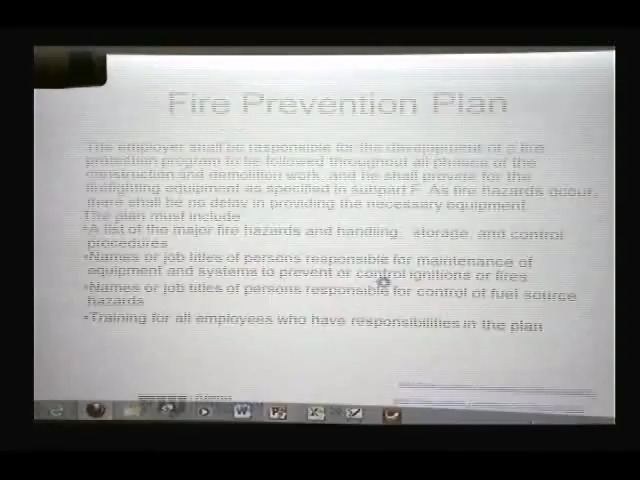 Fire Prevention Plan
The employer shall be responsible for the development of a fire
protection program to be followed throughout all phases of the
construction and demolition work, and he shall provide for the
firefighting equipment as specified in subpart F. As fire hazards occur,
there shall be no delay in providing the necessary equipment.
The plan must include
•A list of the major fire hazards and handling, storage, and control
procedures
•Names or job titles of persons responsible for maintenance of
equipment and systems to prevent or control ignitions or fires
•Names or job titles of persons responsible for control of fuel source
hazards
•Training for all employees who have responsibilities in the plan